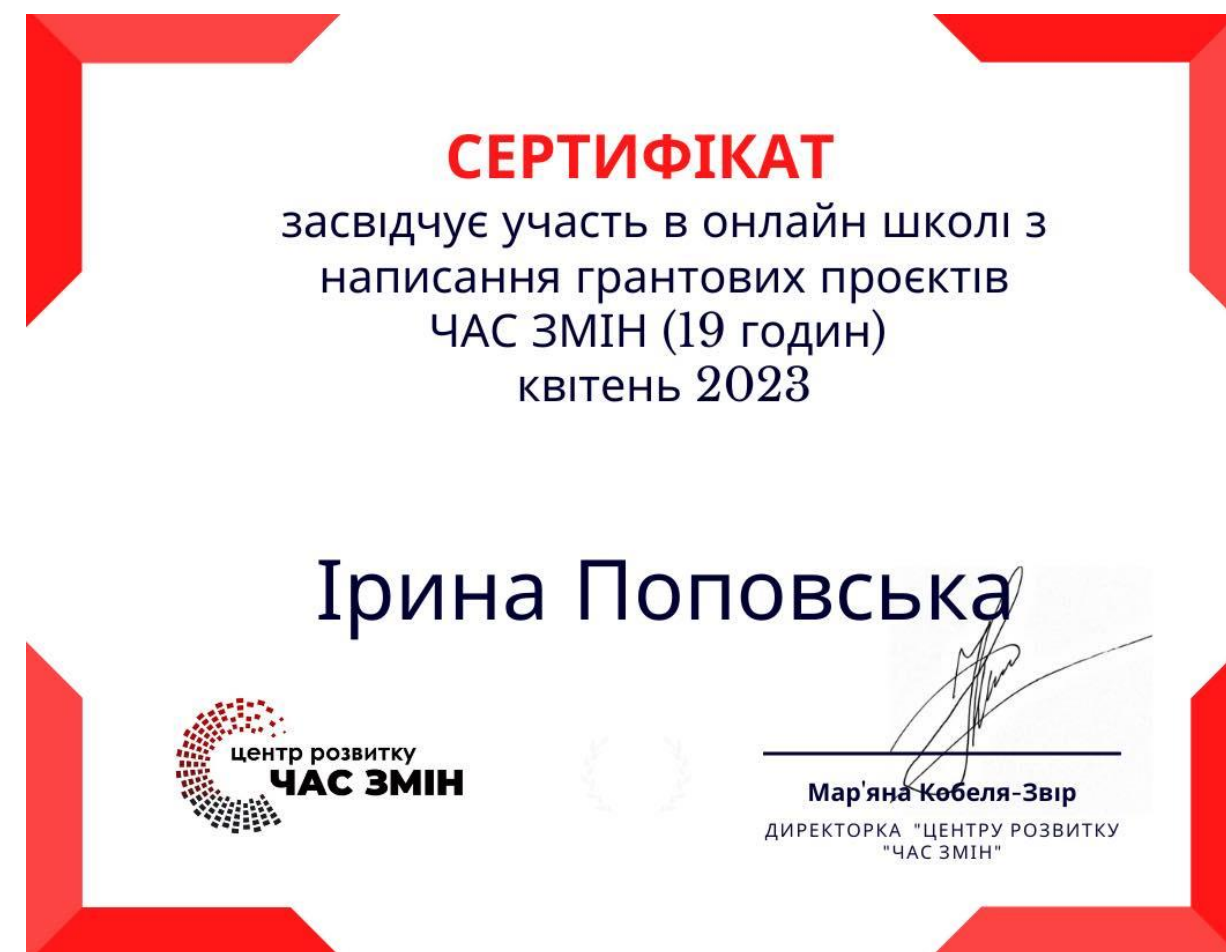 СЕРТИФІКАТ
засвідчує участь в онлайн школі з
написання грантових проєктів
ЧАС ЗМІН (19 годин)
квітень 2023
Ірина Поповська
центр розвитку
ЧАС ЗМІН
Мар'яна Кобеля-Звір
ДИРЕКТОРКА "ЦЕНТРУ РОЗВИТКУ
"ЧАС ЗМІН"